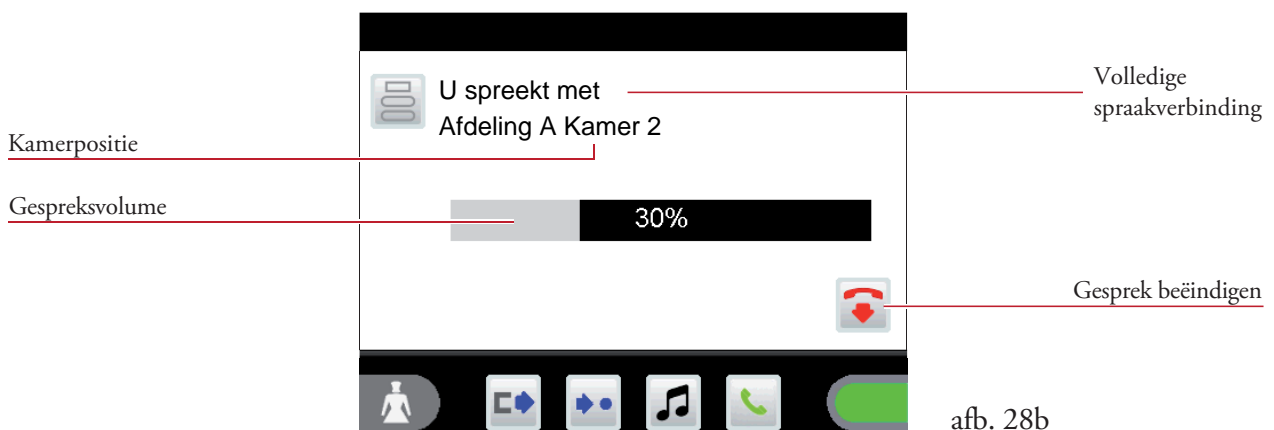 U spreekt met
Afdeling A Kamer 2
Volledige
spraakverbinding
Kamerpositie
Gespreksvolume
30%
Gesprek beëindigen
afb. 28b